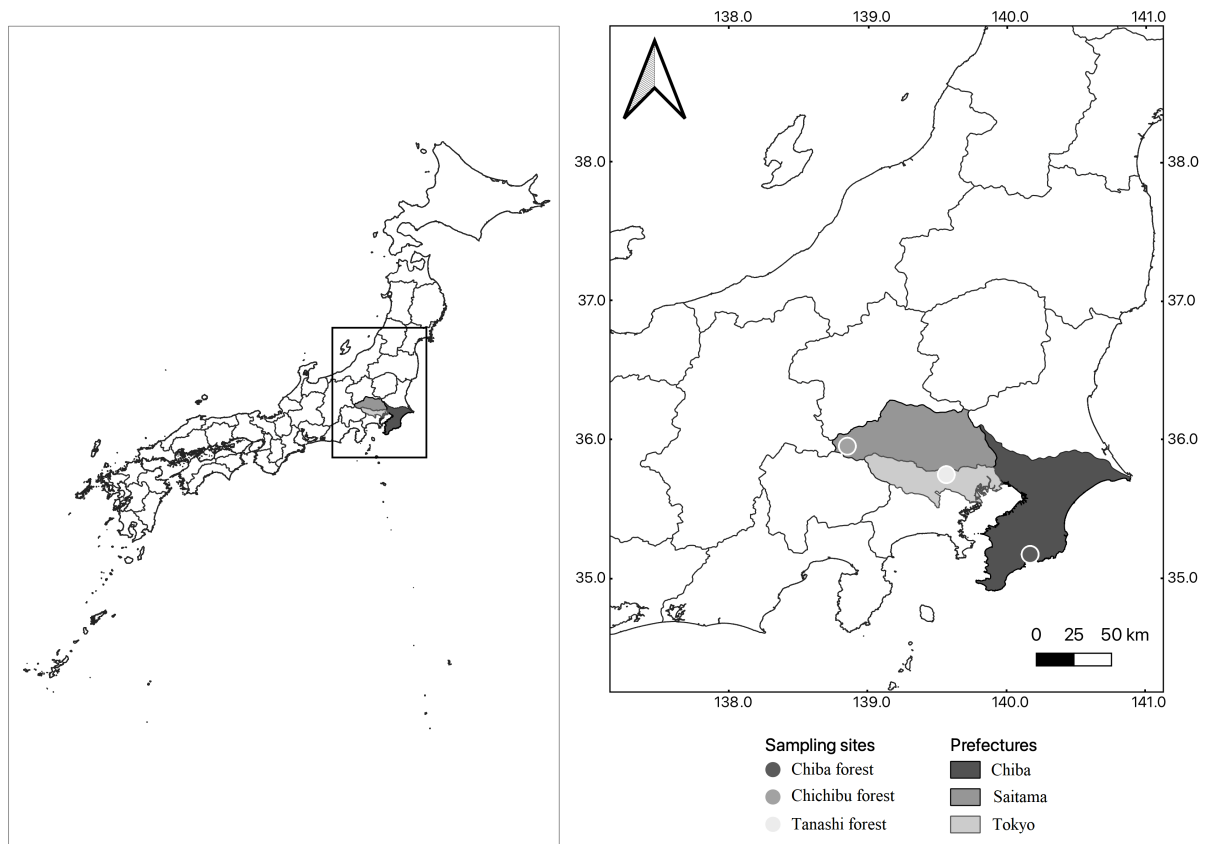 138.0 139.0 140.0 141.0
38.0 38.0
37.0 37.0
36.0 36.0
35.0 35.0
0 25 50 km
138.0 139.0 140.0 141.0
Sampling sites
Chiba forest
Chichibu forest
Tanashi forest
Prefectures
Chiba
Saitama
Tokyo